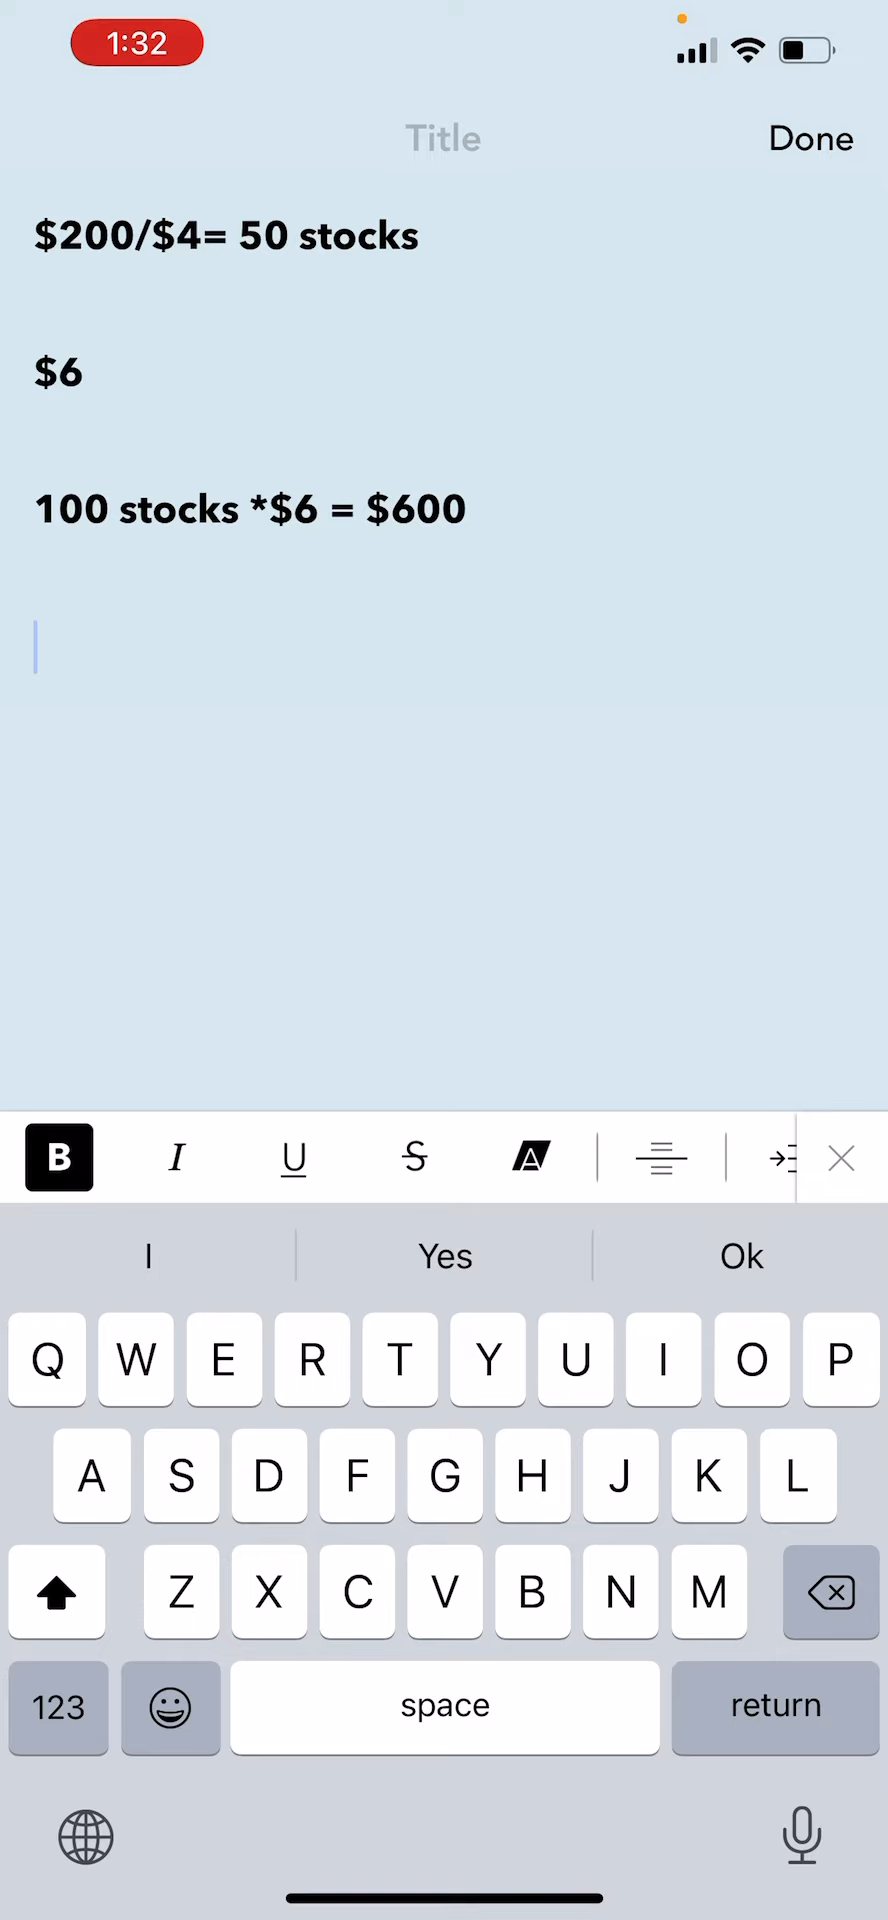 1:32
Title
Done
$200/$4= 50 stocks
$6
100 stocks *$6 = $600
B I U S A
I Yes Ok
Q W E R T Y U I O P
A S D F G H J K L
Z X C V B N M
123 space return